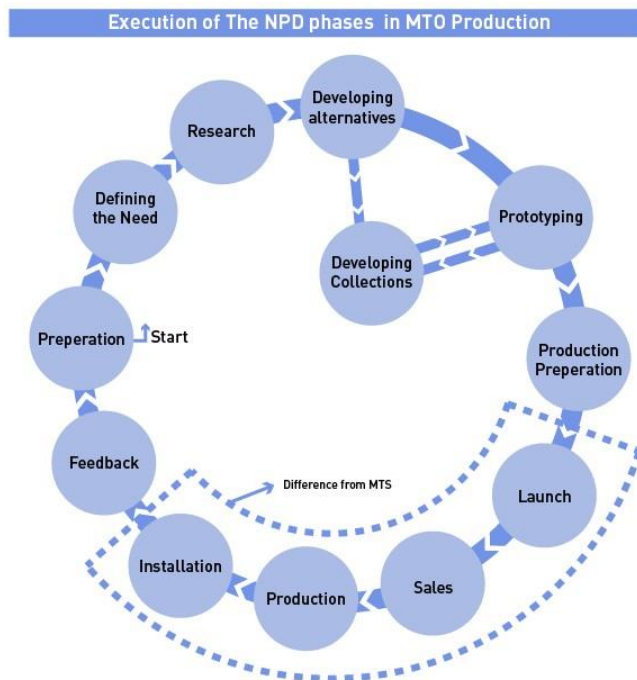 Execution of The NPD phases in MTO Production
Developing
alternatives
Research
Defining
the Need
Prototyping
Developing
Collections
Preperation
Start
Production
Preperation
Feedback
Difference from MTS
Launch
Installation
Sales
Production